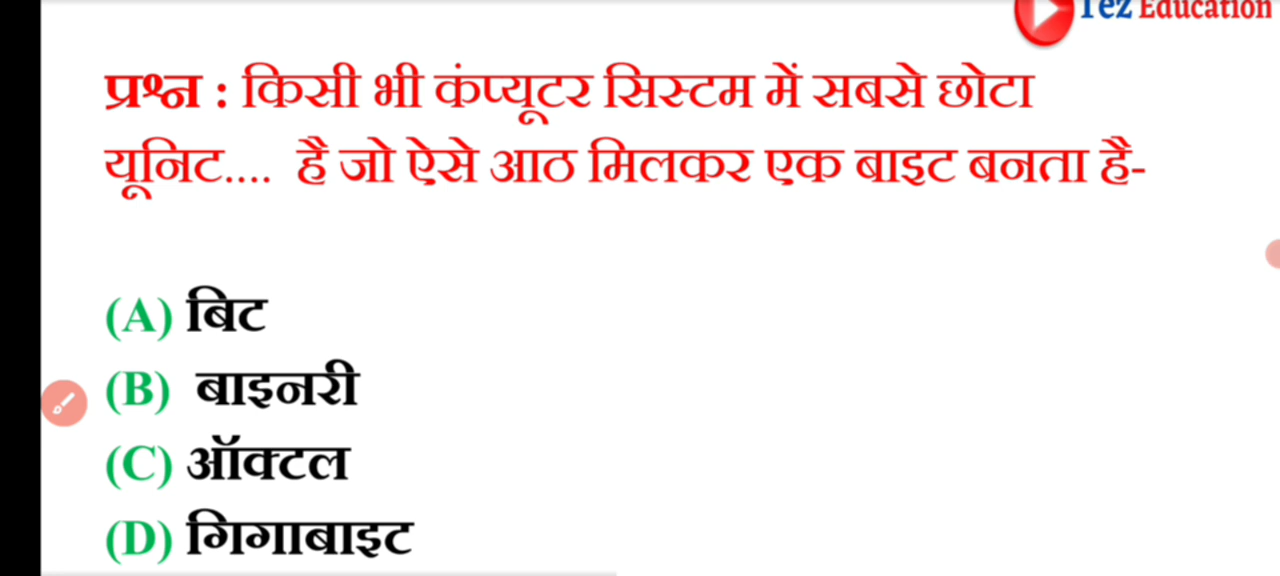 Tez Education
प्रश्न : किसी भी कंप्यूटर सिस्टम में सबसे छोटा
यूनिट.... है जो ऐसे आठ मिलकर एक बाइट बनता है-
(A) बिट
(B) बाइनरी
(C) ऑक्टल
(D) गिगाबाइट